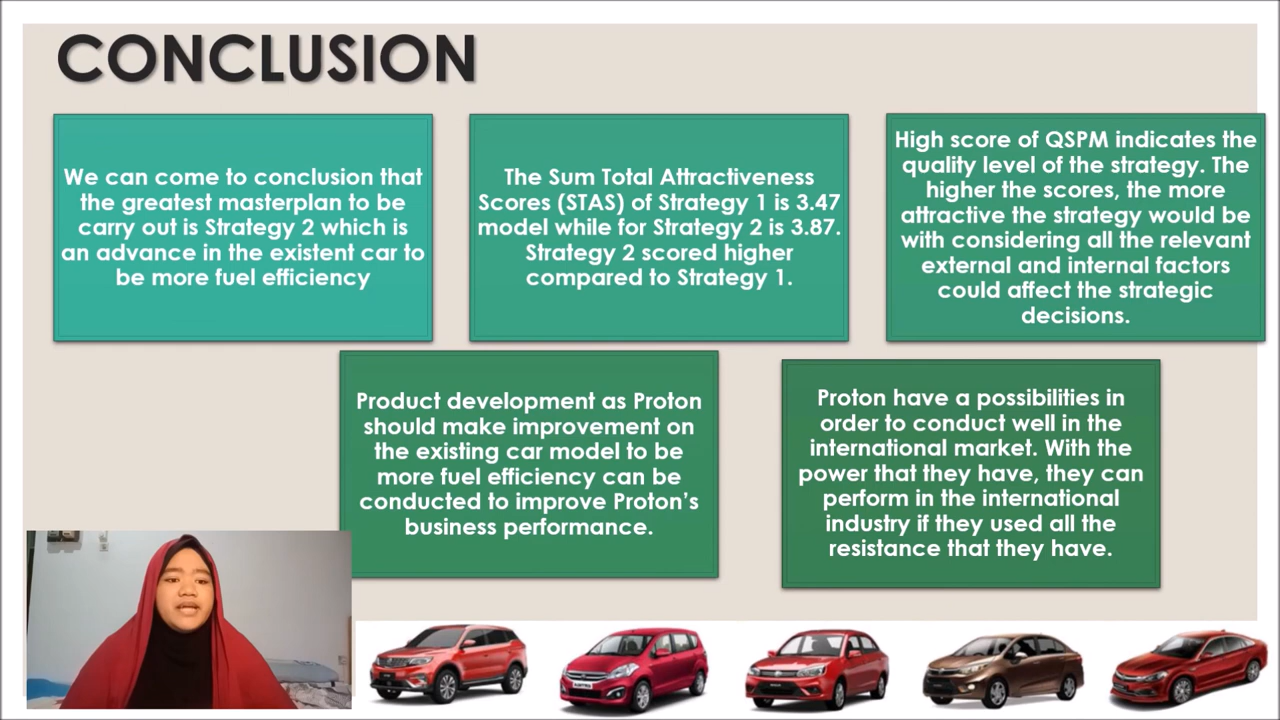 CONCLUSION
We can come to conclusion that
the greatest masterplan to be
carry out is Strategy 2 which is
an advance in the existent car to
be more fuel efficiency
The Sum Total Attractiveness
Scores (STAS) of Strategy 1 is 3.47
model while for Strategy 2 is 3.87.
Strategy 2 scored higher
compared to Strategy 1.
High score of QSPM indicates the
quality level of the strategy. The
higher the scores, the more
attractive the strategy would be
with considering all the relevant
external and internal factors
could affect the strategic
decisions.
Product development as Proton
should make improvement on
the existing car model to be
more fuel efficiency can be
conducted to improve Proton’s
business performance.
Proton have a possibilities in
order to conduct well in the
international market. With the
power that they have, they can
perform in the international
industry if they used all the
resistance that they have.